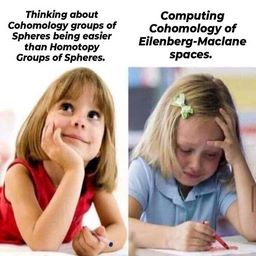 Thinking about
Cohomology groups of
Spheres being easier
than Homotopy
Groups of Spheres.
Computing
Cohomology of
Eilenberg-Maclane
spaces.